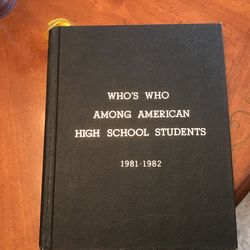 WHO'S WHO
AMONG AMERICAN
HIGH SCHOOL STUDENTS
1981-1982